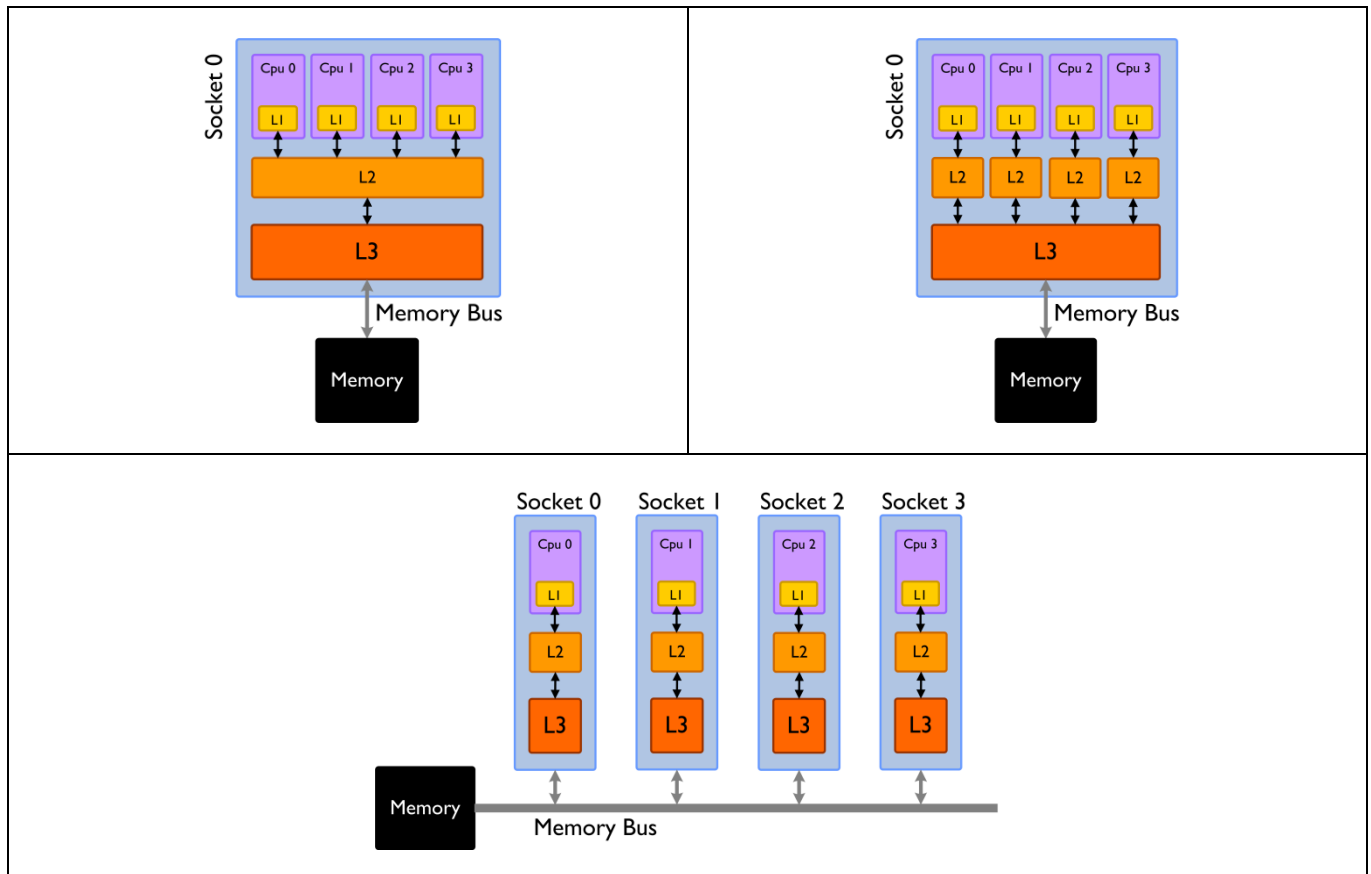 Socket 0
Cpu 0 Cpu 1 Cpu 2 Cpu 3
L1 L1 L1 L1
L2
L3
Memory Bus
Memory
Socket 0
Cpu 0 Cpu 1 Cpu 2 Cpu 3
L1 L1 L1 L1
L2 L2 L2 L2
L3
Memory Bus
Memory
Socket 0 Socket 1 Socket 2 Socket 3
Cpu 0 Cpu 1 Cpu 2 Cpu 3
L1 L1 L1 L1
L2 L2 L2 L2
L3 L3 L3 L3
Memory
Memory Bus